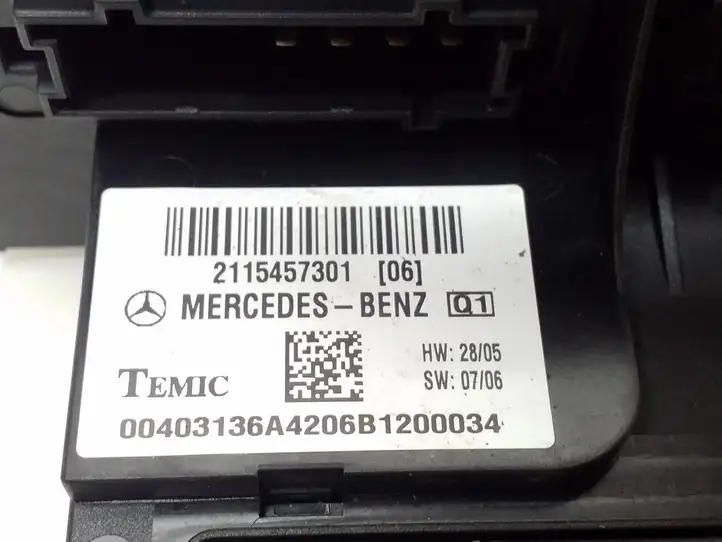 2115457301 [06]
MERCEDES-BENZ Q1
HW: 28/05
TEMIC SW: 07/06
00403136A4206B1200034